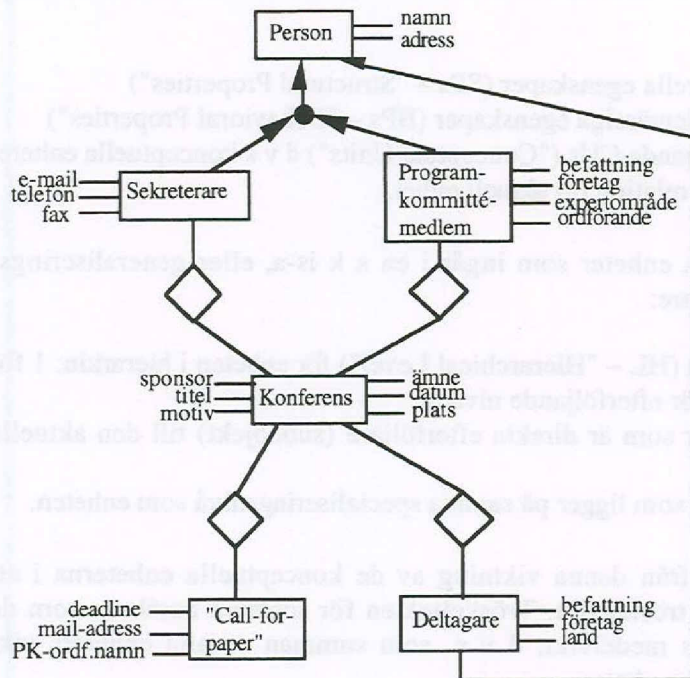 Person
namn
adress
e-mail
telefon
fax
Sekreterare
Program-
kommitté-
medlem
befattning
företag
expertområde
ordförande
sponsor
titel
motiv
Konferens
ämne
datum
plats
deadline
mail-adress
PK-ordf.namn
"Call-for-
paper"
Deltagare
befattning
företag
land